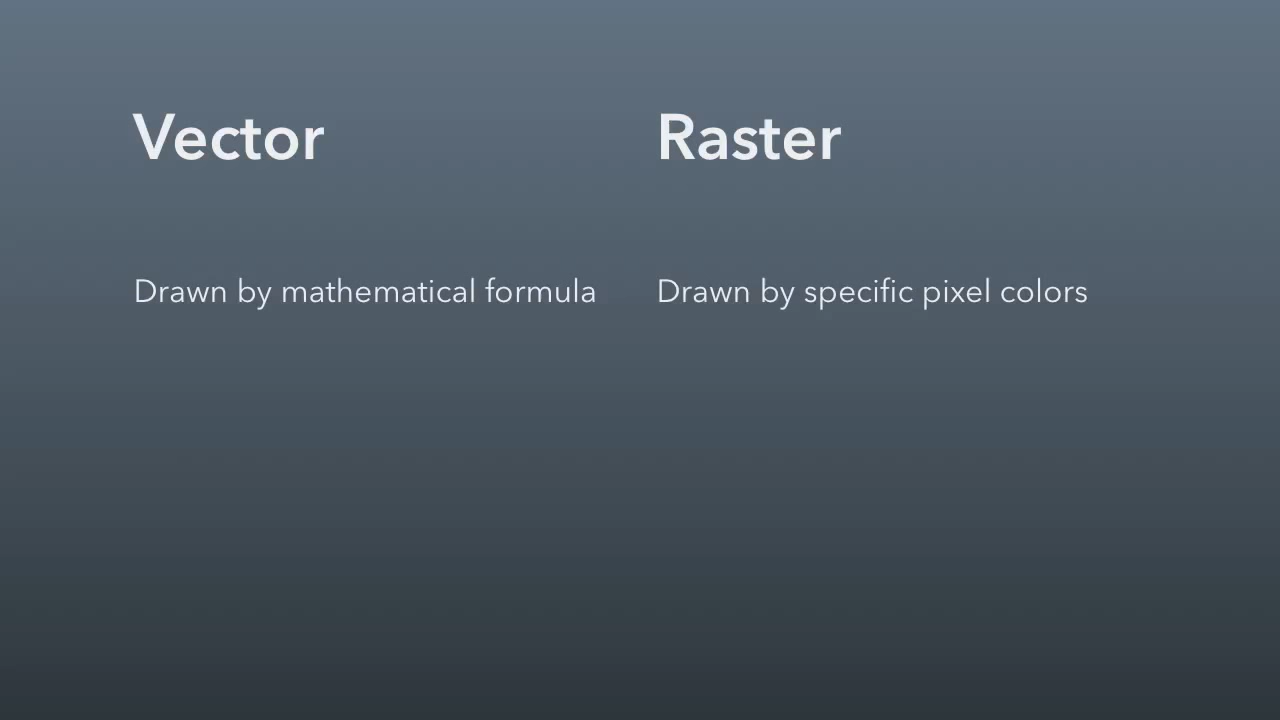 Vector
Raster
Drawn by mathematical formula
Drawn by specific pixel colors